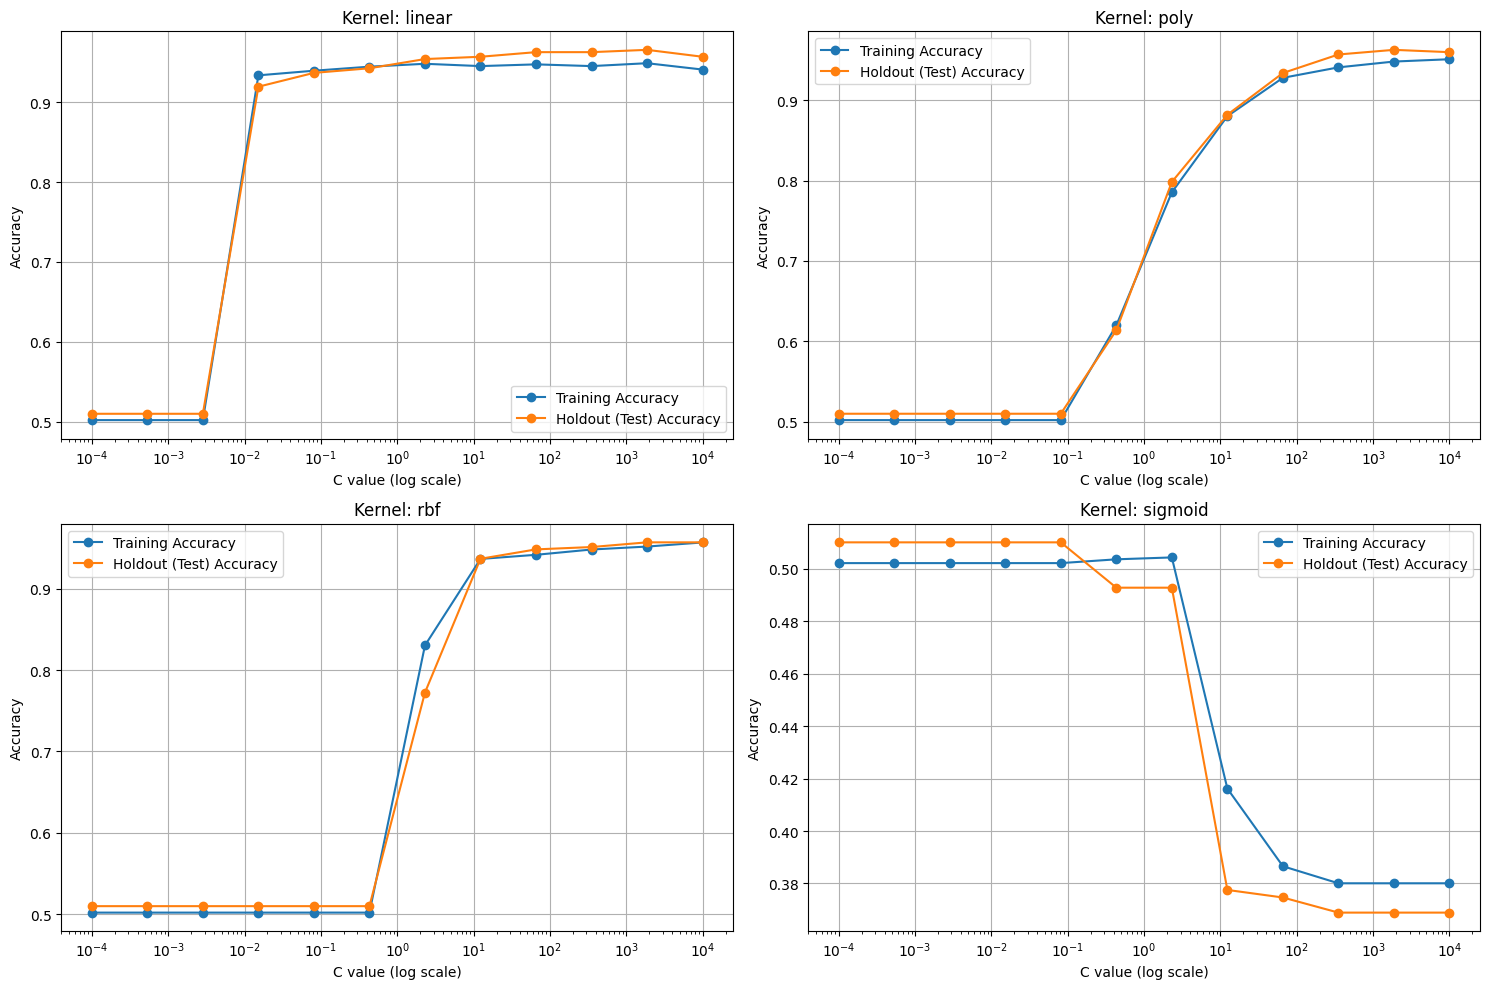 Kernel: linear
Accuracy
0.9
0.8
0.7
0.6
0.5
Training Accuracy
Holdout (Test) Accuracy
10⁻⁴ 10⁻³ 10⁻² 10⁻¹ 10⁰ 10¹ 10² 10³ 10⁴
C value (log scale)
Kernel: poly
Training Accuracy
Holdout (Test) Accuracy
Accuracy
0.9
0.8
0.7
0.6
0.5
10⁻⁴ 10⁻³ 10⁻² 10⁻¹ 10⁰ 10¹ 10² 10³ 10⁴
C value (log scale)
Kernel: rbf
Training Accuracy
Holdout (Test) Accuracy
Accuracy
0.9
0.8
0.7
0.6
0.5
10⁻⁴ 10⁻³ 10⁻² 10⁻¹ 10⁰ 10¹ 10² 10³ 10⁴
C value (log scale)
Kernel: sigmoid
Training Accuracy
Holdout (Test) Accuracy
Accuracy
0.50
0.48
0.46
0.44
0.42
0.40
0.38
10⁻⁴ 10⁻³ 10⁻² 10⁻¹ 10⁰ 10¹ 10² 10³ 10⁴
C value (log scale)